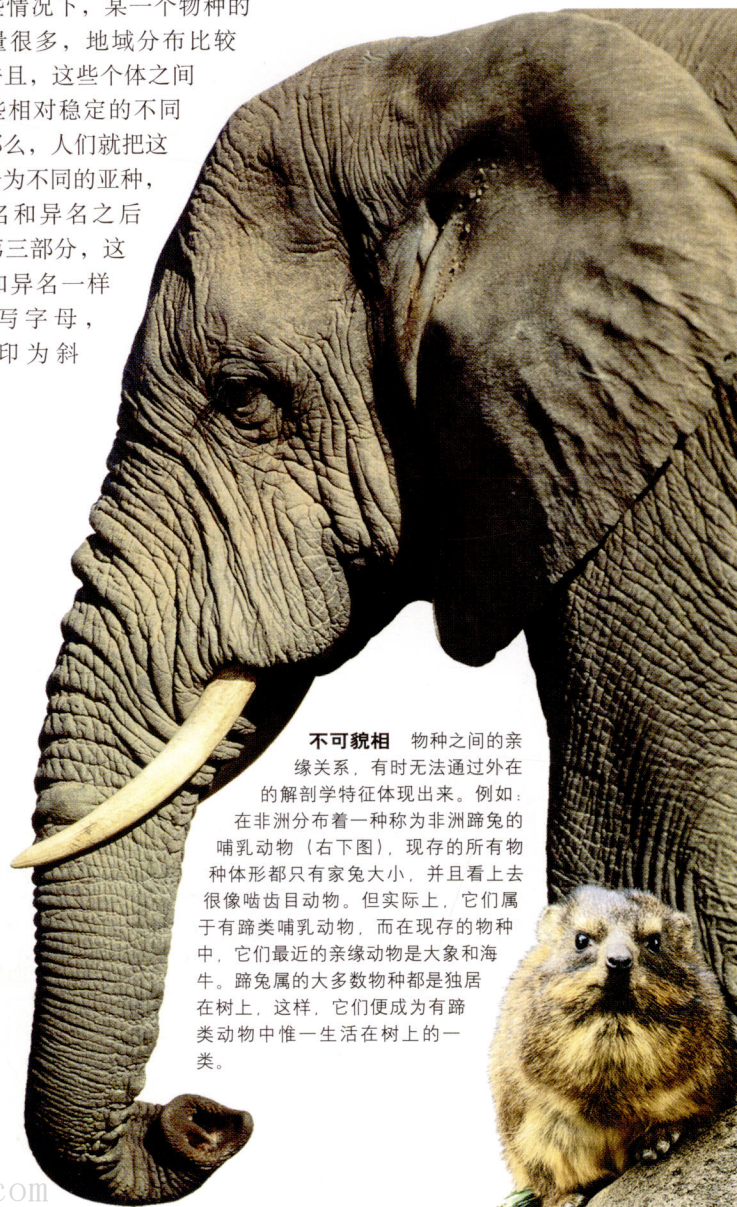 情况下，某一个物种的
量很多，地域分布比较
且，这些个体之间
些相对稳定的不同
么，人们就把这
为不同的亚种，
名和异名之后
第三部分，这
和异名一样
写字母，
印为斜
不可貌相 物种之间的亲
缘关系，有时无法通过外在
的解剖学特征体现出来。例如：
在非洲分布着一种称为非洲蹄兔的
哺乳动物（右下图），现存的所有物
种体形都只有家兔大小，并且看上去
很像啮齿目动物。但实际上，它们属
于有蹄类哺乳动物，而在现存的物种
中，它们最近的亲缘动物是大象和海
牛。蹄兔属的大多数物种都是独居
在树上，这样，它们便成为有蹄
类动物中惟一生活在树上的一
类。
com